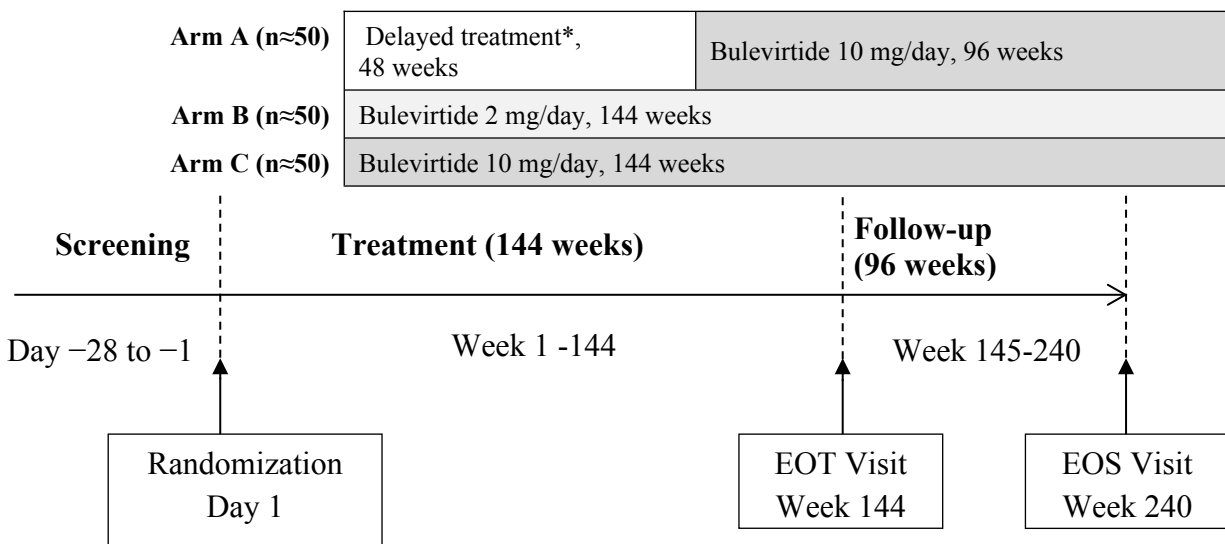 Arm A (n≈50)
Delayed treatment*,
48 weeks
Bulevirtide 10 mg/day, 96 weeks
Arm B (n≈50)
Bulevirtide 2 mg/day, 144 weeks
Arm C (n≈50)
Bulevirtide 10 mg/day, 144 weeks
Screening
Treatment (144 weeks)
Follow-up
(96 weeks)
Day −28 to −1
Week 1 -144
Week 145-240
Randomization
Day 1
EOT Visit
Week 144
EOS Visit
Week 240